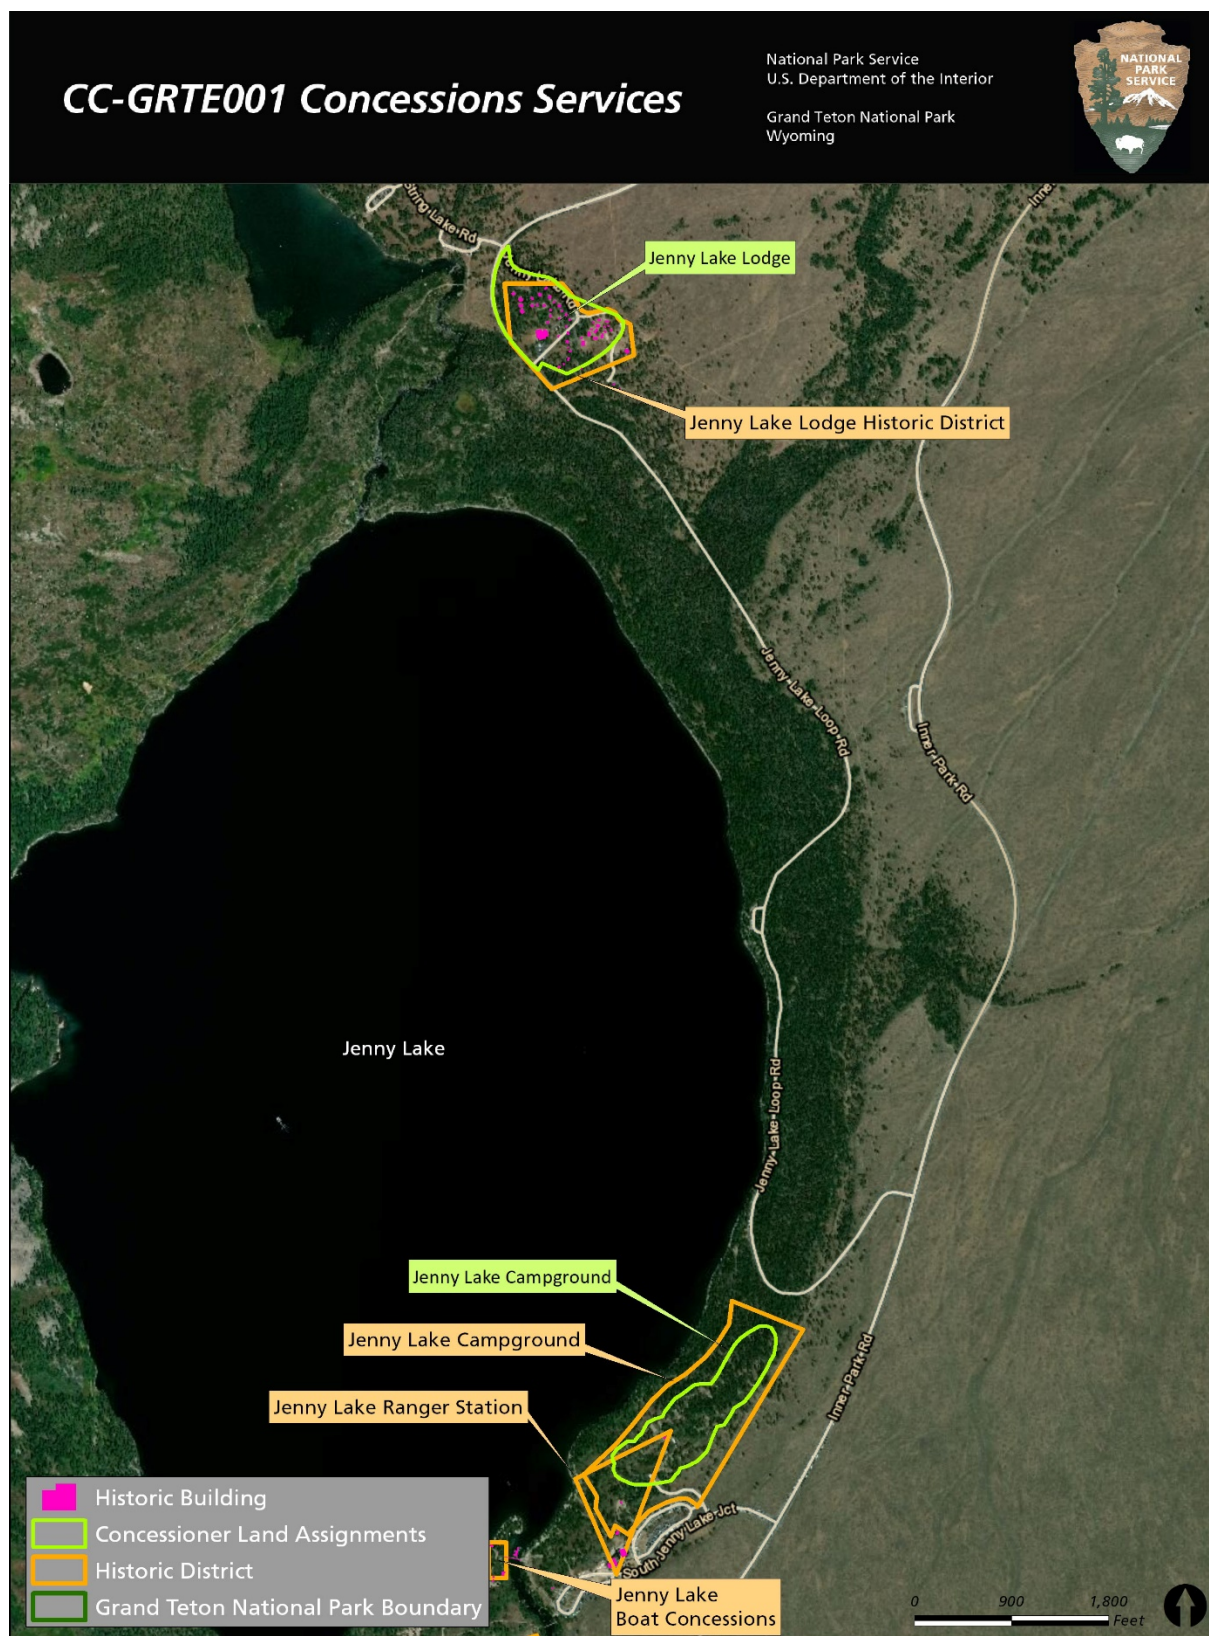 CC-GRTE001 Concessions Services
National Park Service
U.S. Department of the Interior
Grand Teton National Park
Wyoming
NATIONAL
PARK
SERVICE
String Lake Rd
Inner
Jenny Lake Lodge
Jenny Lake Lodge Historic District
Jenny-Lake-Loop-Rd
Inner-Park-Rd
Jenny Lake
Jenny-Lake-Loop-Rd
Jenny Lake Campground
Jenny Lake Campground
Inner-Park-Rd
Jenny Lake Ranger Station
South Jenny Lake Jct
Jenny Lake
Boat Concessions
Historic Building
Concessioner Land Assignments
Historic District
Grand Teton National Park Boundary
0 900 1,800
Feet